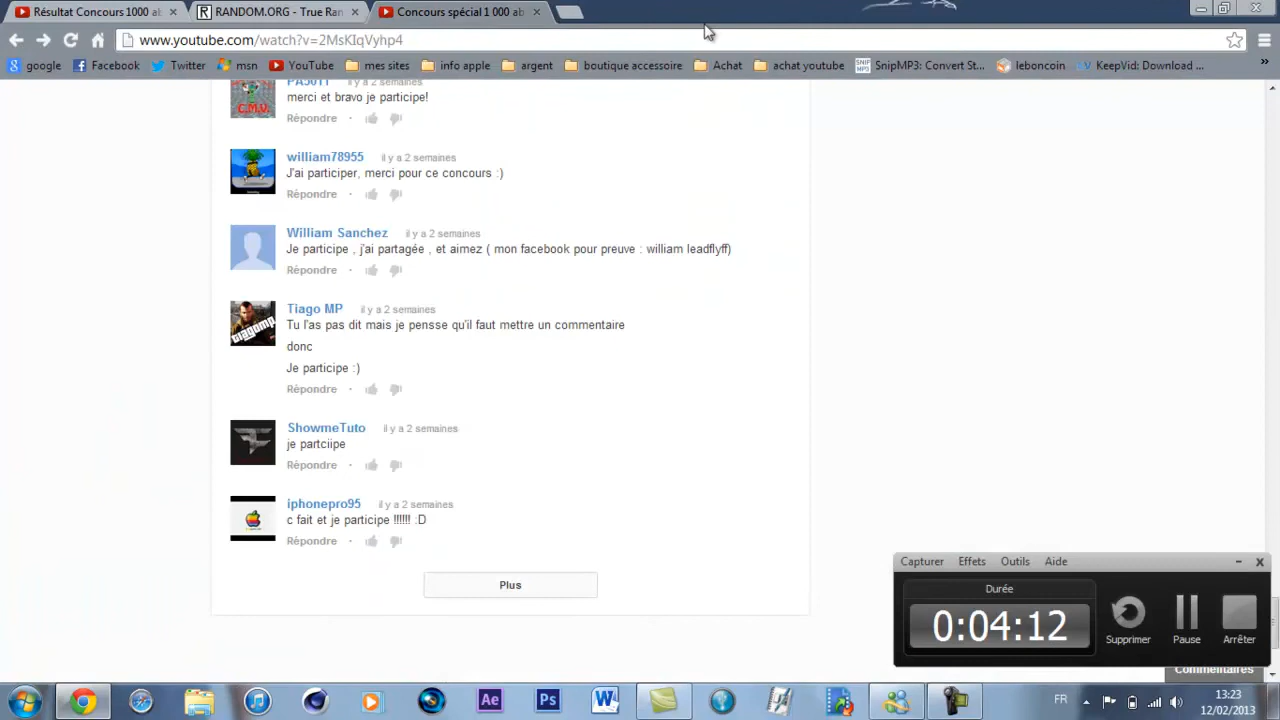 Résultat Concours 1000 ab
RANDOM.ORG - True Ran
Concours spécial 1 000 ab
www.youtube.com/watch?v=2MsKIqVyhp4
google
Facebook
Twitter
msn
YouTube
mes sites
info apple
argent
boutique accessoire
Achat
achat youtube
SnipMP3: Convert St...
leboncoin
KeepVid: Download ...
»
PA5011 il y a 2 semaines
merci et bravo je participe!
Répondre
william78955 il y a 2 semaines
J'ai participer, merci pour ce concours :)
Répondre
William Sanchez il y a 2 semaines
Je participe , j'ai partagée , et aimez ( mon facebook pour preuve : william leadflyff)
Répondre
Tiago MP il y a 2 semaines
Tu l'as pas dit mais je pensse qu'il faut mettre un commentaire
donc
Je participe :)
Répondre
ShowmeTuto il y a 2 semaines
je partciipe
Répondre
iphonepro95 il y a 2 semaines
c fait et je participe !!!!!! :D
Répondre
Plus
Capturer Effets Outils Aide
Durée
0:04:12
Supprimer Pause Arrêter
Commentaires
FR
13:23
12/02/2013